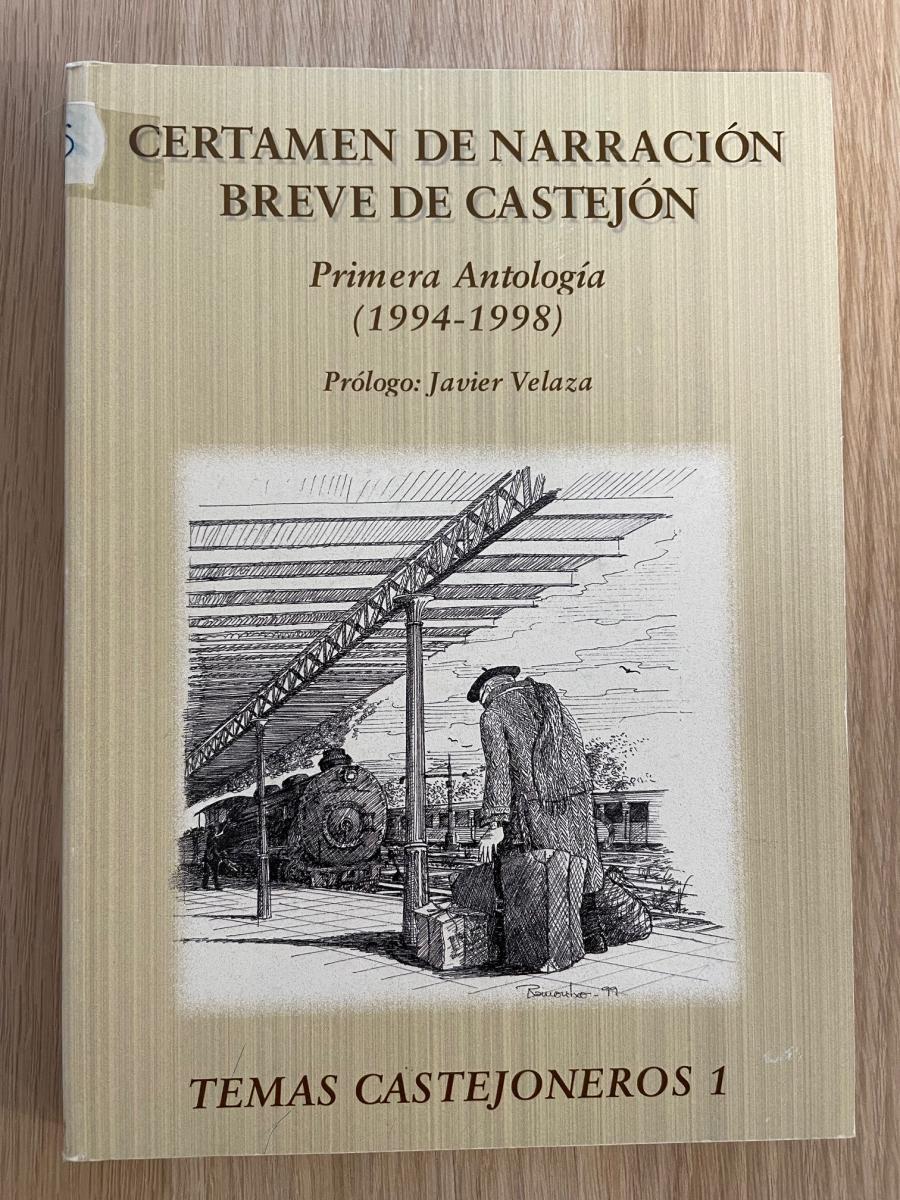 CERTAMEN DE NARRACIÓN
BREVE DE CASTEJÓN
Primera Antología
(1994-1998)
Prólogo: Javier Velaza
TEMAS CASTEJONEROS 1